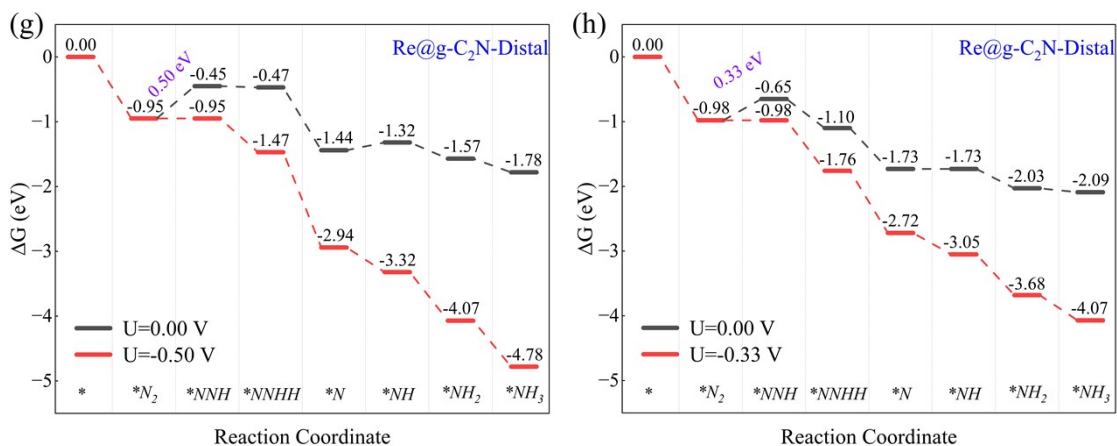 (g)
Re@g-C₂N-Distal
ΔG (eV)
0
−1
−2
−3
−4
−5
0.00
0.50 eV
-0.95
-0.45
-0.47
-0.95
-1.47
-1.44
-1.32
-1.57
-1.78
-2.94
-3.32
-4.07
-4.78
U=0.00 V
U=-0.50 V
* *N₂ *NNH *NNHH *N *NH *NH₂ *NH₃
Reaction Coordinate
(h)
Re@g-C₂N-Distal
ΔG (eV)
0
−1
−2
−3
−4
−5
0.00
0.33 eV
-0.98
-0.65
-0.98
-1.10
-1.76
-1.73
-1.73
-2.03
-2.09
-2.72
-3.05
-3.68
-4.07
U=0.00 V
U=-0.33 V
* *N₂ *NNH *NNHH *N *NH *NH₂ *NH₃
Reaction Coordinate